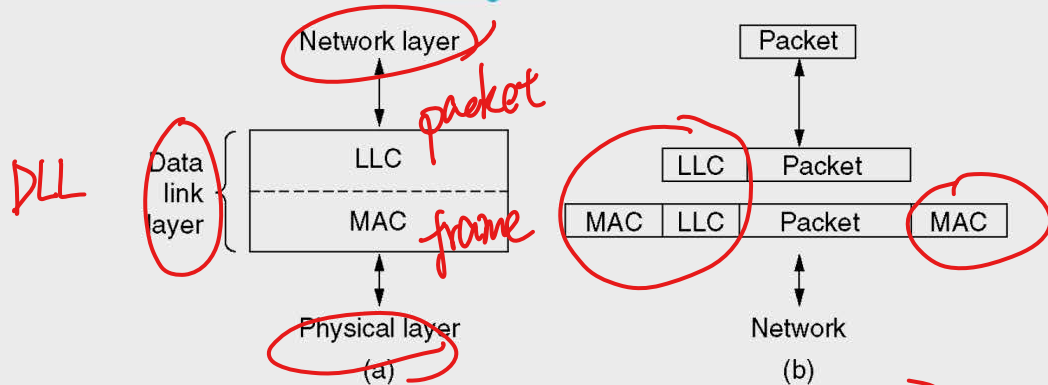 Network layer
packet
DLL
Data
link
layer
LLC
MAC
frame
Physical layer
(a)
Packet
LLC Packet
MAC LLC Packet MAC
Network
(b)